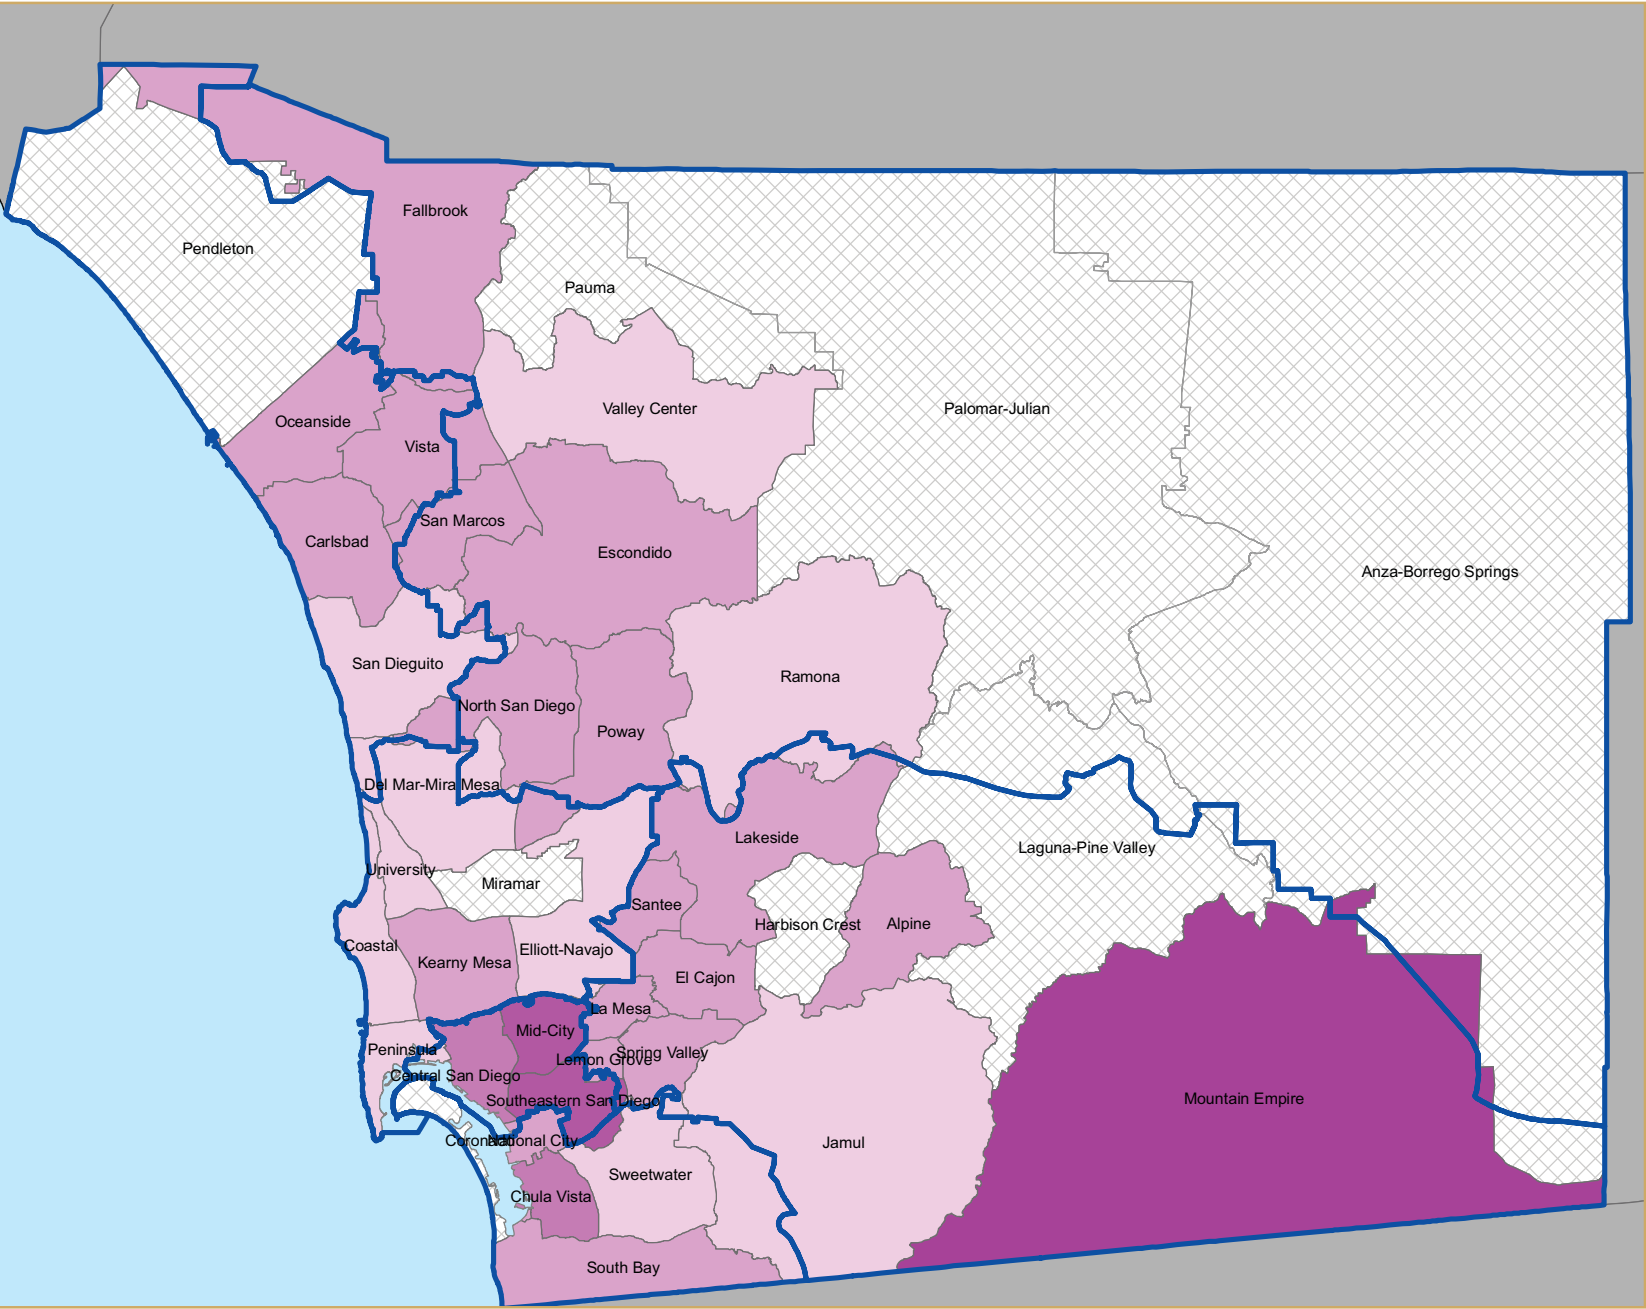 Fallbrook
Pendleton
Pauma
Valley Center
Palomar-Julian
Oceanside
Vista
San Marcos
Carlsbad
Escondido
Anza-Borrego Springs
San Dieguito
Ramona
North San Diego
Poway
Del Mar-Mira Mesa
Lakeside
Laguna-Pine Valley
University
Miramar
Santee
Harbison Crest
Alpine
Coastal
Elliott-Navajo
Kearny Mesa
El Cajon
La Mesa
Mid-City
Peninsula
Lemon Grove
Spring Valley
Central San Diego
Southeastern San Diego
Mountain Empire
Coronado
National City
Jamul
Sweetwater
Chula Vista
South Bay